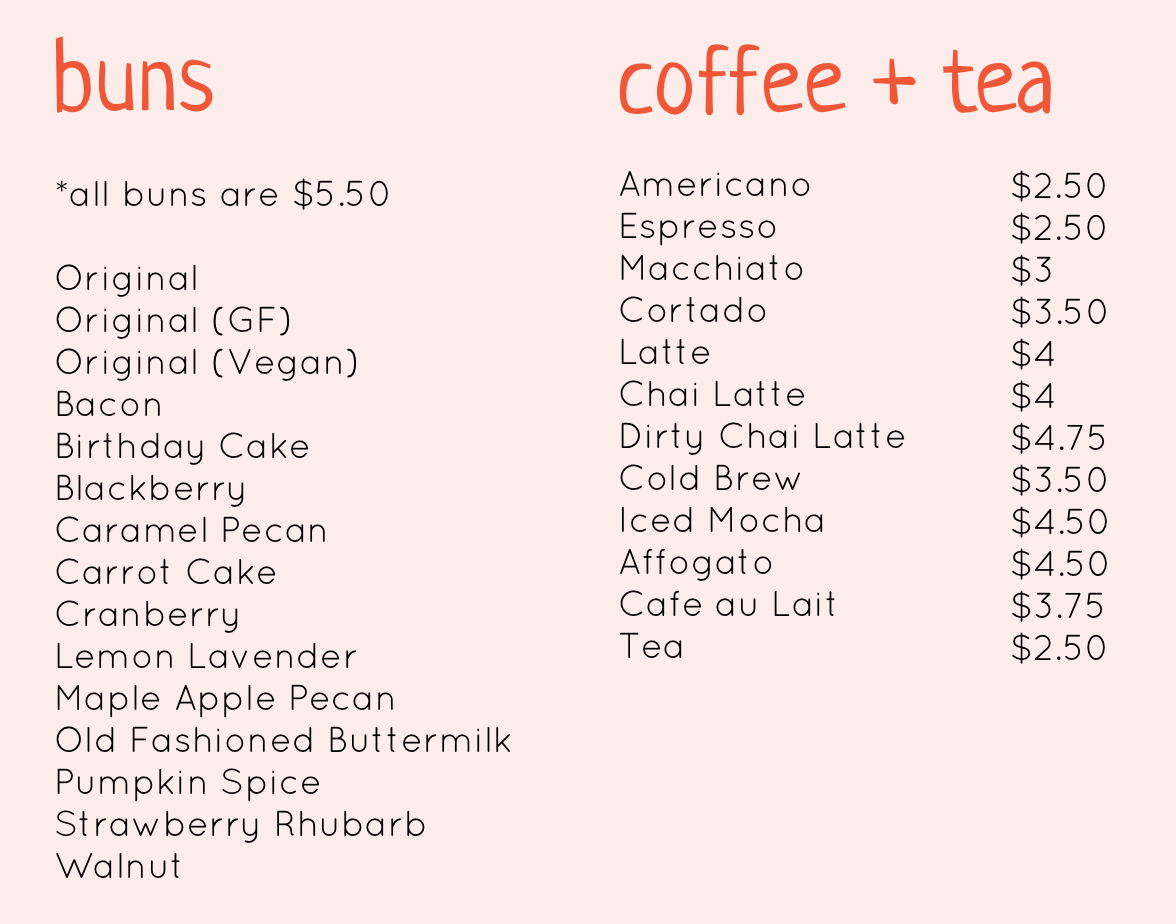 buns
*all buns are $5.50
Original
Original (GF)
Original (Vegan)
Bacon
Birthday Cake
Blackberry
Caramel Pecan
Carrot Cake
Cranberry
Lemon Lavender
Maple Apple Pecan
Old Fashioned Buttermilk
Pumpkin Spice
Strawberry Rhubarb
Walnut
coffee + tea
Americano $2.50
Espresso $2.50
Macchiato $3
Cortado $3.50
Latte $4
Chai Latte $4
Dirty Chai Latte $4.75
Cold Brew $3.50
Iced Mocha $4.50
Affogato $4.50
Cafe au Lait $3.75
Tea $2.50